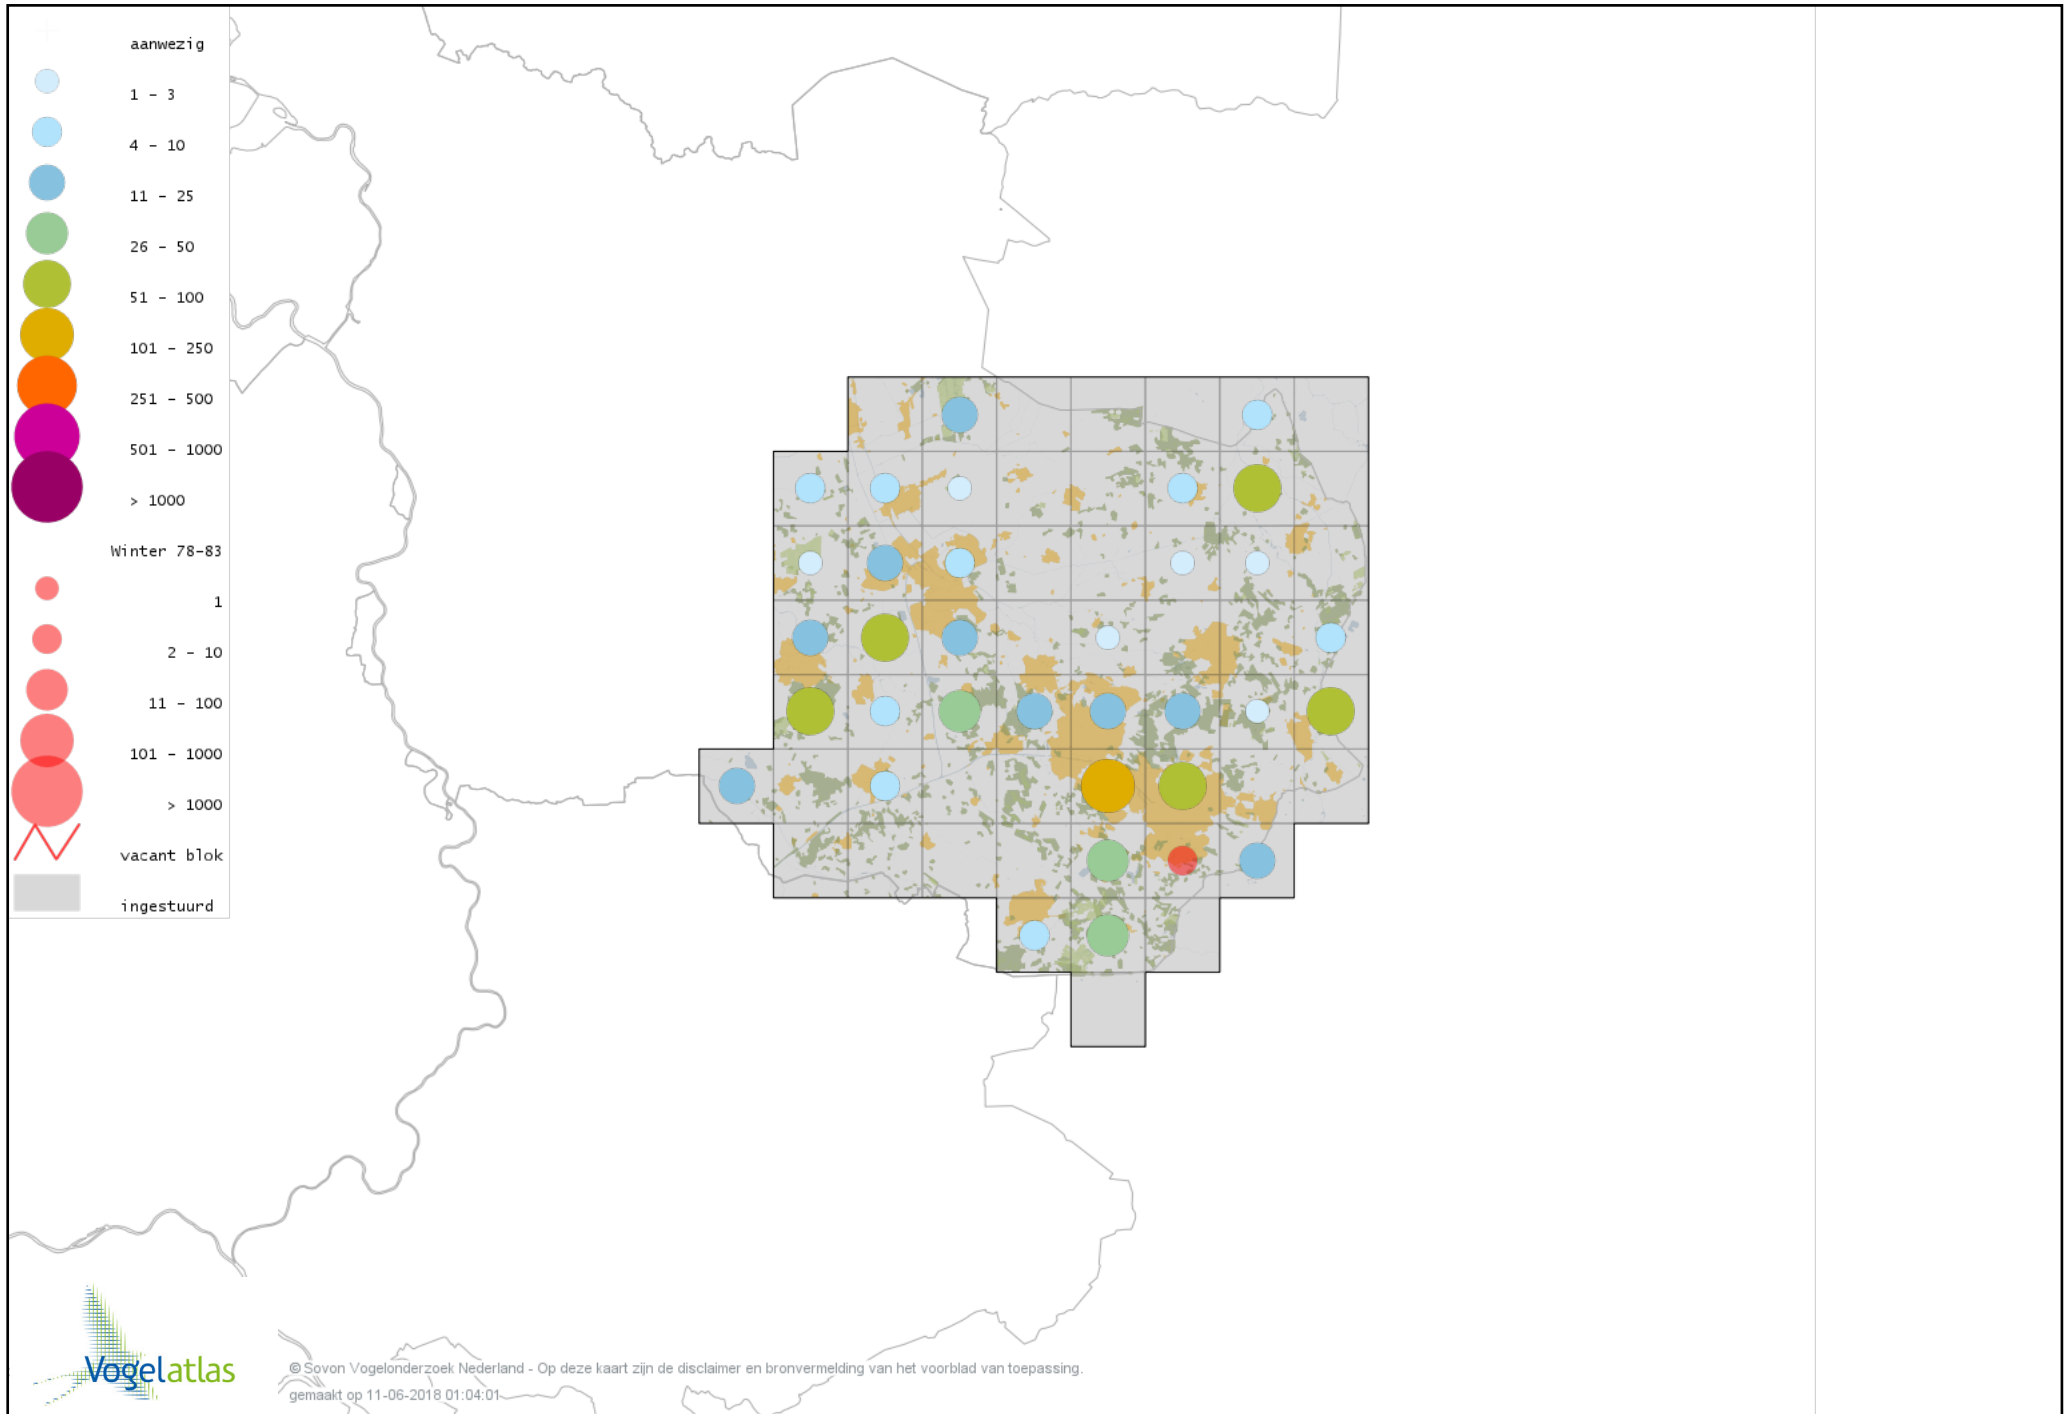 aanwezig
1 - 3
4 - 10
11 - 25
26 - 50
51 - 100
101 - 250
251 - 500
501 - 1000
> 1000
Winter 78-83
1
2 - 10
11 - 100
101 - 1000
> 1000
vacant blok
ingestuurd
Vogelatlas
© Sovon Vogelonderzoek Nederland - Op deze kaart zijn de disclaimer en bronvermelding van het voorblad van toepassing.
gemaakt op 11-06-2018 01:04:01